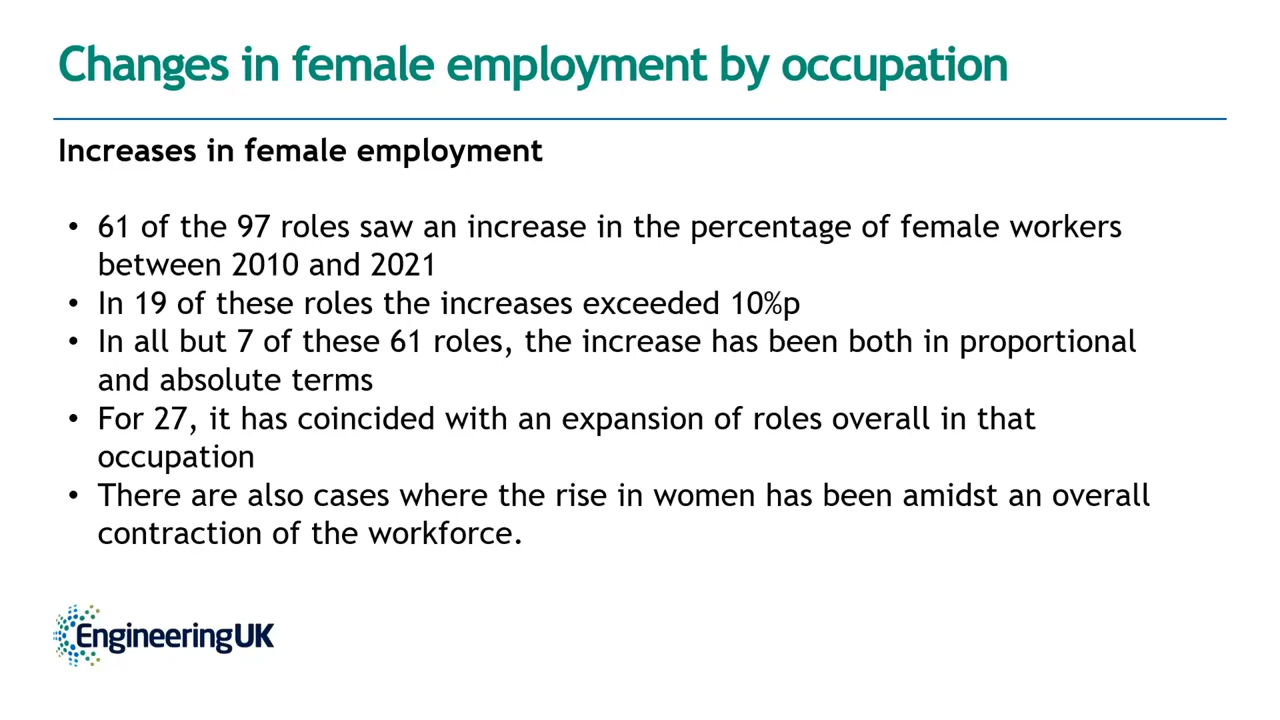 Changes in female employment by occupation
Increases in female employment
• 61 of the 97 roles saw an increase in the percentage of female workers
between 2010 and 2021
• In 19 of these roles the increases exceeded 10%p
• In all but 7 of these 61 roles, the increase has been both in proportional
and absolute terms
• For 27, it has coincided with an expansion of roles overall in that
occupation
• There are also cases where the rise in women has been amidst an overall
contraction of the workforce.
EngineeringUK